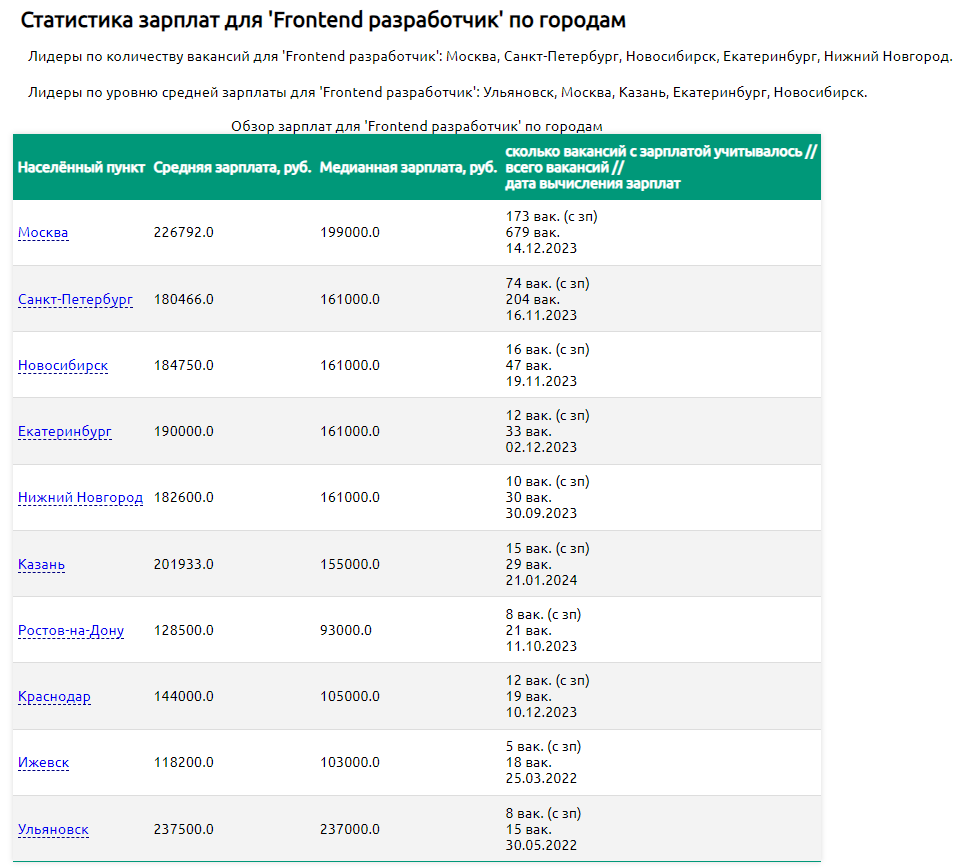 Статистика зарплат для 'Frontend разработчик' по городам
Лидеры по количеству вакансий для 'Frontend разработчик': Москва, Санкт-Петербург, Новосибирск, Екатеринбург, Нижний Новгород.
Лидеры по уровню средней зарплаты для 'Frontend разработчик': Ульяновск, Москва, Казань, Екатеринбург, Новосибирск.
Обзор зарплат для 'Frontend разработчик' по городам
Населённый пункт Средняя зарплата, руб. Медианная зарплата, руб. сколько вакансий с зарплатой учитывалось //
всего вакансий //
дата вычисления зарплат
173 вак. (с зп)
Москва 226792.0 199000.0 679 вак.
14.12.2023
74 вак. (с зп)
Санкт-Петербург 180466.0 161000.0 204 вак.
16.11.2023
16 вак. (с зп)
Новосибирск 184750.0 161000.0 47 вак.
19.11.2023
12 вак. (с зп)
Екатеринбург 190000.0 161000.0 33 вак.
02.12.2023
10 вак. (с зп)
Нижний Новгород 182600.0 161000.0 30 вак.
30.09.2023
15 вак. (с зп)
Казань 201933.0 155000.0 29 вак.
21.01.2024
8 вак. (с зп)
Ростов-на-Дону 128500.0 93000.0 21 вак.
11.10.2023
12 вак. (с зп)
Краснодар 144000.0 105000.0 19 вак.
10.12.2023
5 вак. (с зп)
Ижевск 118200.0 103000.0 18 вак.
25.03.2022
8 вак. (с зп)
Ульяновск 237500.0 237000.0 15 вак.
30.05.2022